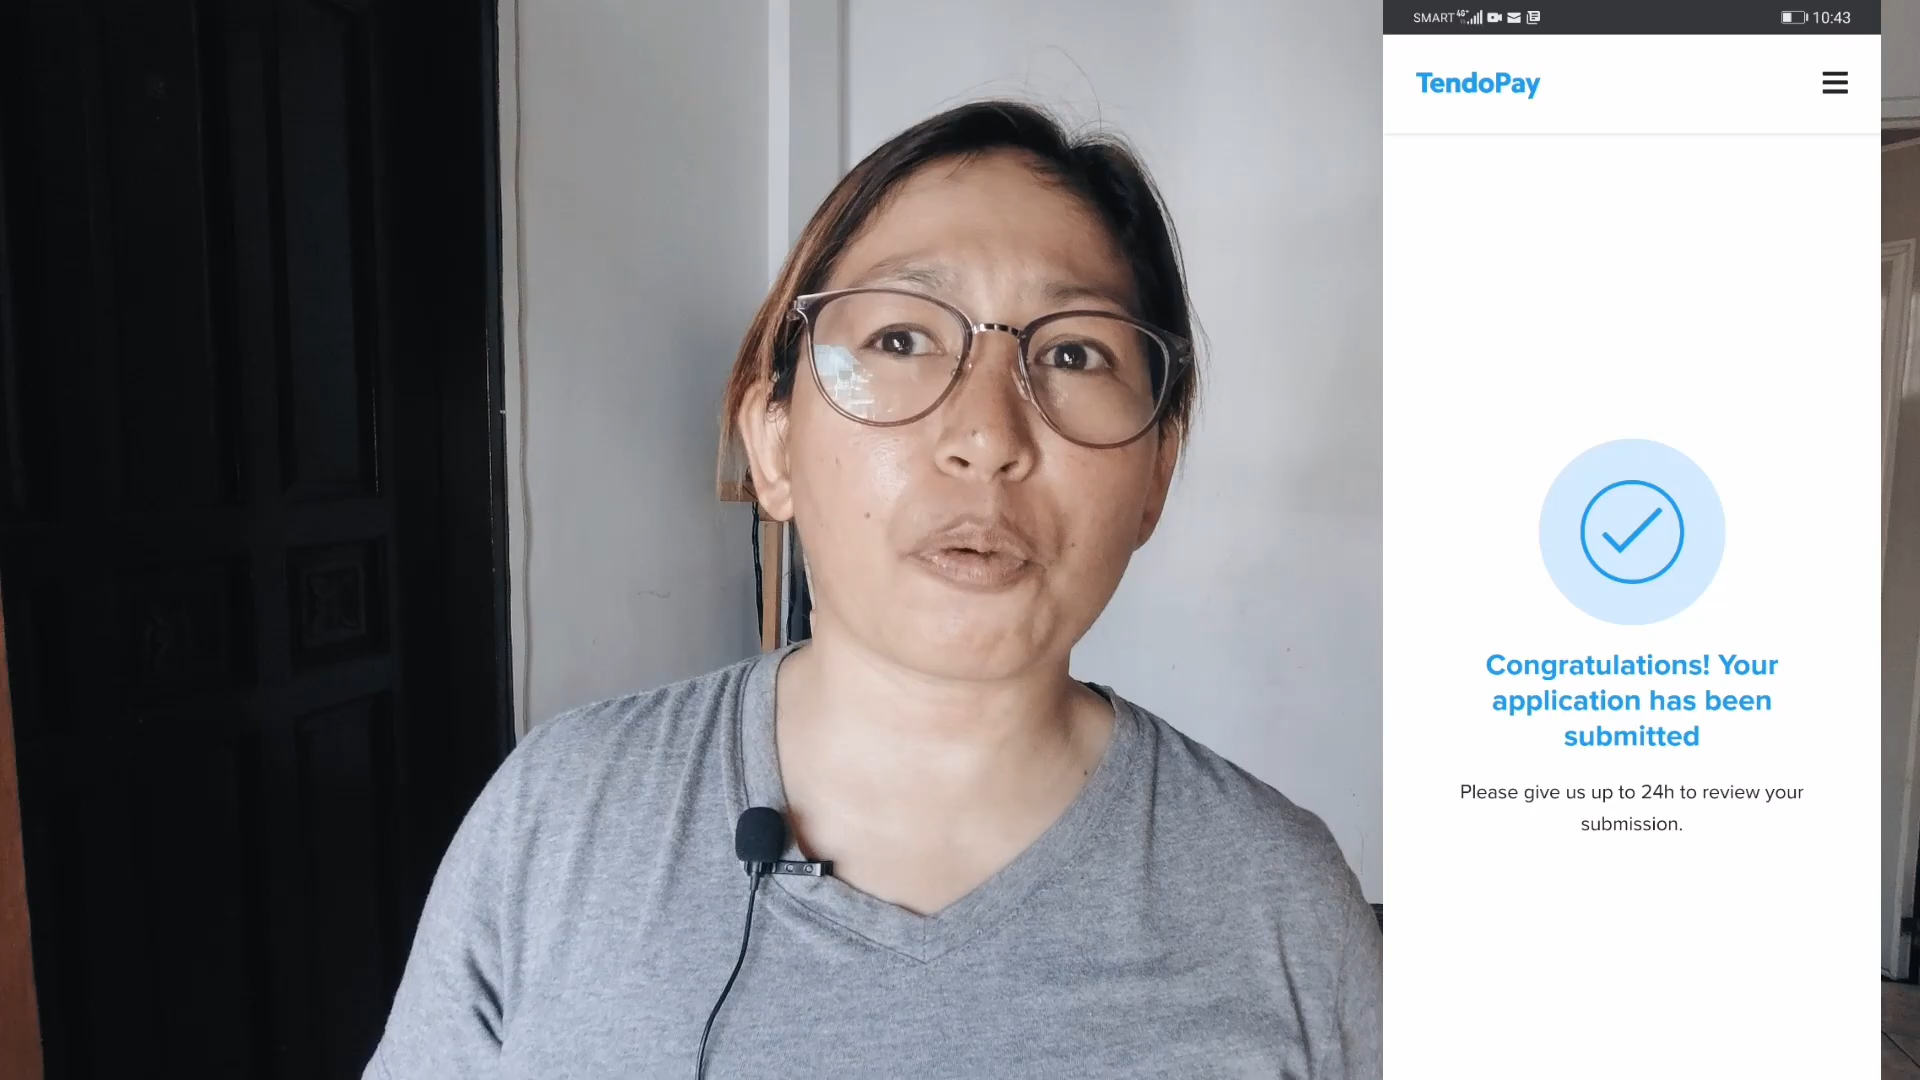 SMART 4G+ 10:43
TendoPay
Congratulations! Your
application has been
submitted
Please give us up to 24h to review your
submission.